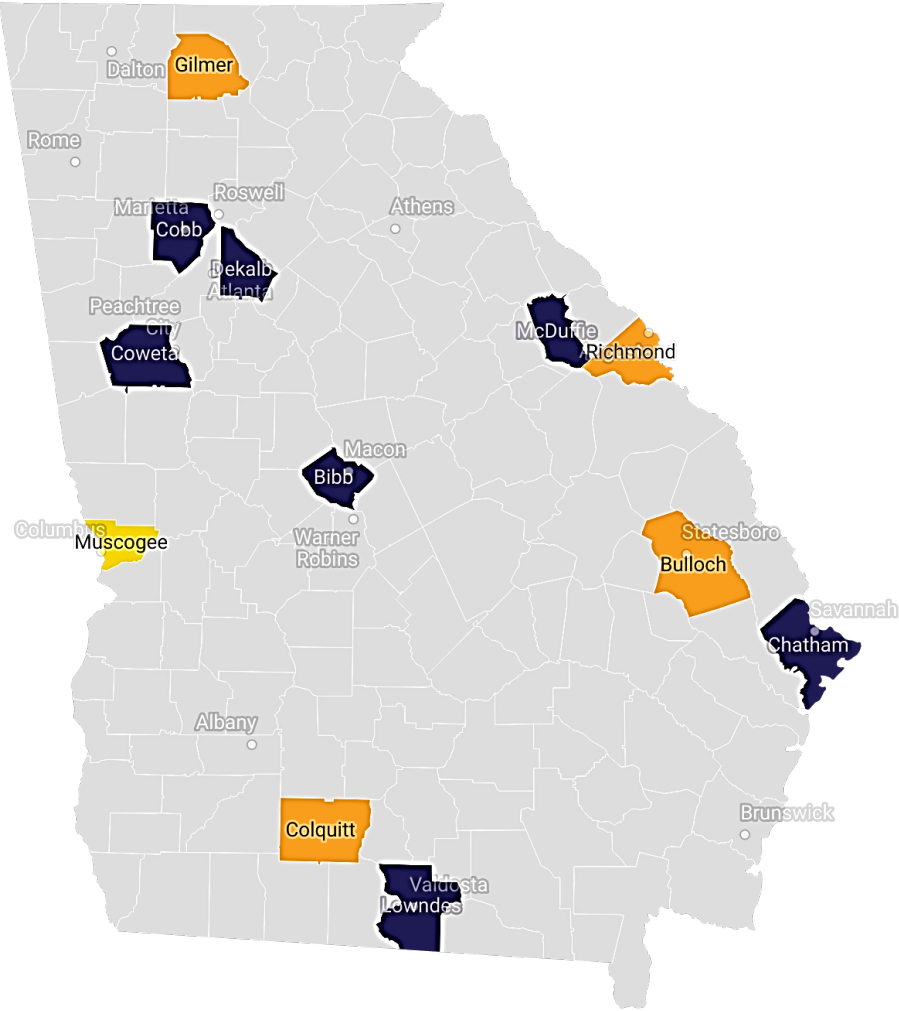 Gilmer
Dalton
Rome
Roswell
Marietta
Cobb
Athens
Dekalb
Atlanta
Peachtree
City
Coweta
McDuffie
Richmond
Macon
Bibb
Columbus
Muscogee
Warner
Robins
Statesboro
Bulloch
Savannah
Chatham
Albany
Colquitt
Brunswick
Valdosta
Lowndes